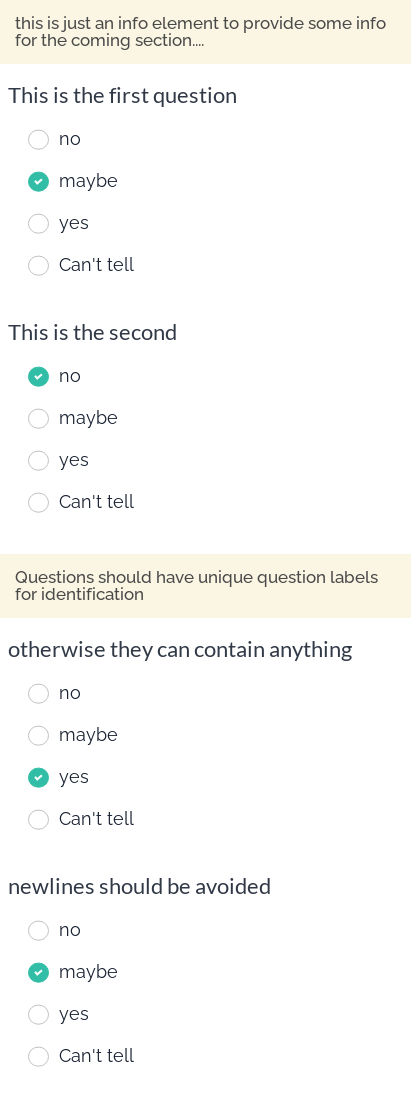 this is just an info element to provide some info
for the coming section....
This is the first question
no
maybe
yes
Can't tell
This is the second
no
maybe
yes
Can't tell
Questions should have unique question labels
for identification
otherwise they can contain anything
no
maybe
yes
Can't tell
newlines should be avoided
no
maybe
yes
Can't tell